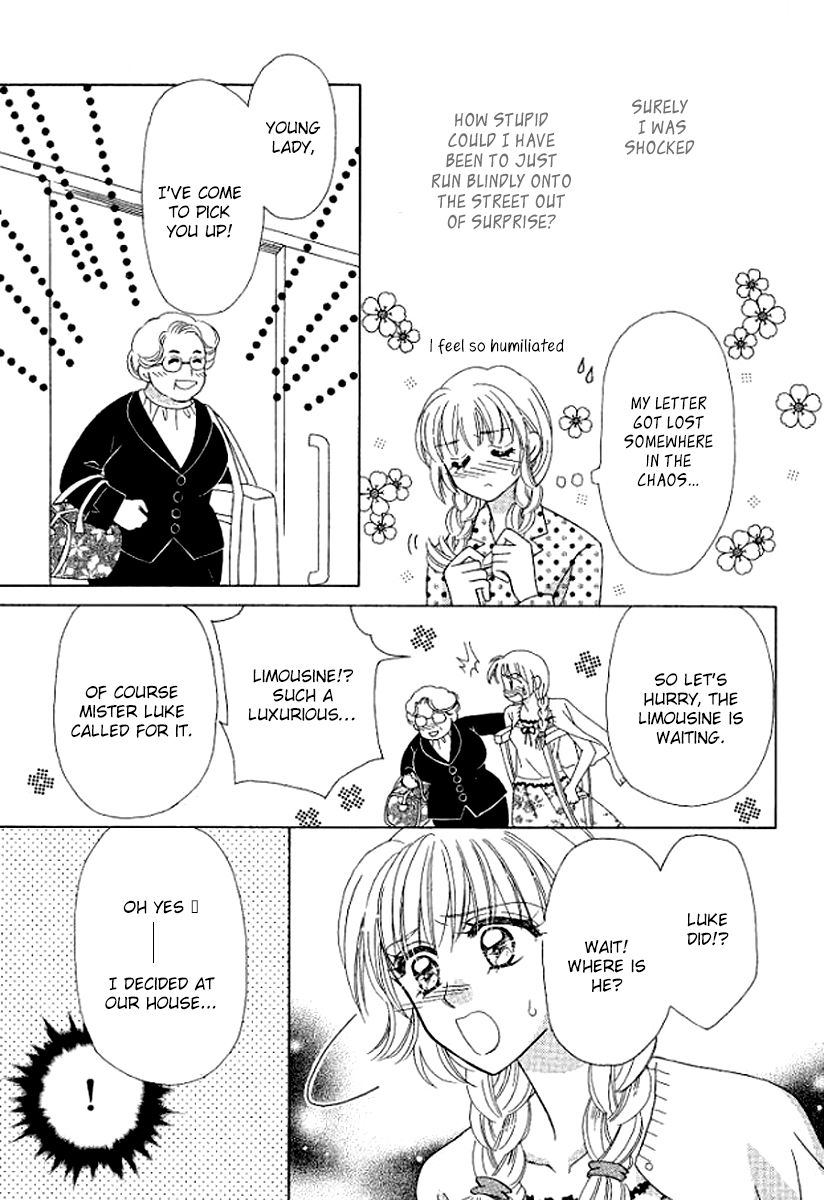 SURELY
I WAS
SHOCKED
HOW STUPID
COULD I HAVE
BEEN TO JUST
RUN BLINDLY ONTO
THE STREET OUT
OF SURPRISE?
MY LETTER
GOT LOST
SOMEWHERE
IN THE
CHAOS...
I feel so humiliated
YOUNG
LADY,
I'VE COME
TO PICK
YOU UP!
SO LET'S
HURRY, THE
LIMOUSINE IS
WAITING.
LIMOUSINE!?
SUCH A
LUXURIOUS...
OF COURSE
MISTER LUKE
CALLED FOR IT.
LUKE
DID!?
WAIT!
WHERE IS
HE?
OH YES ▯
|
I DECIDED AT
OUR HOUSE...
!